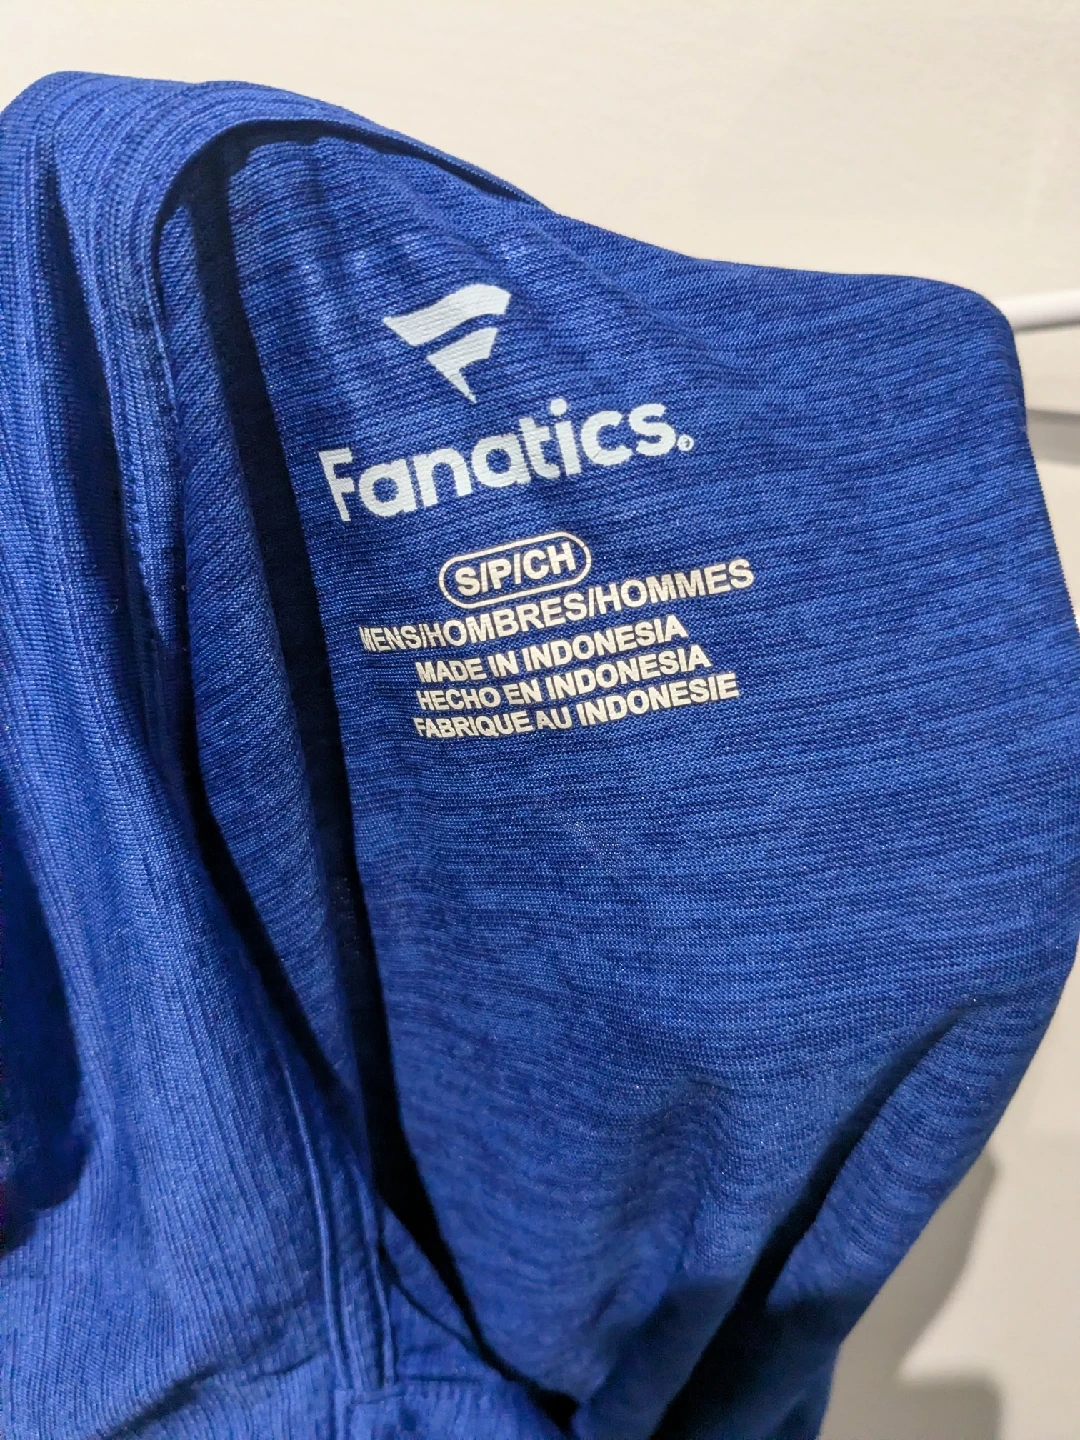 Fanatics®
S/P/CH
MENS/HOMBRES/HOMMES
MADE IN INDONESIA
HECHO EN INDONESIA
FABRIQUE AU INDONESIE